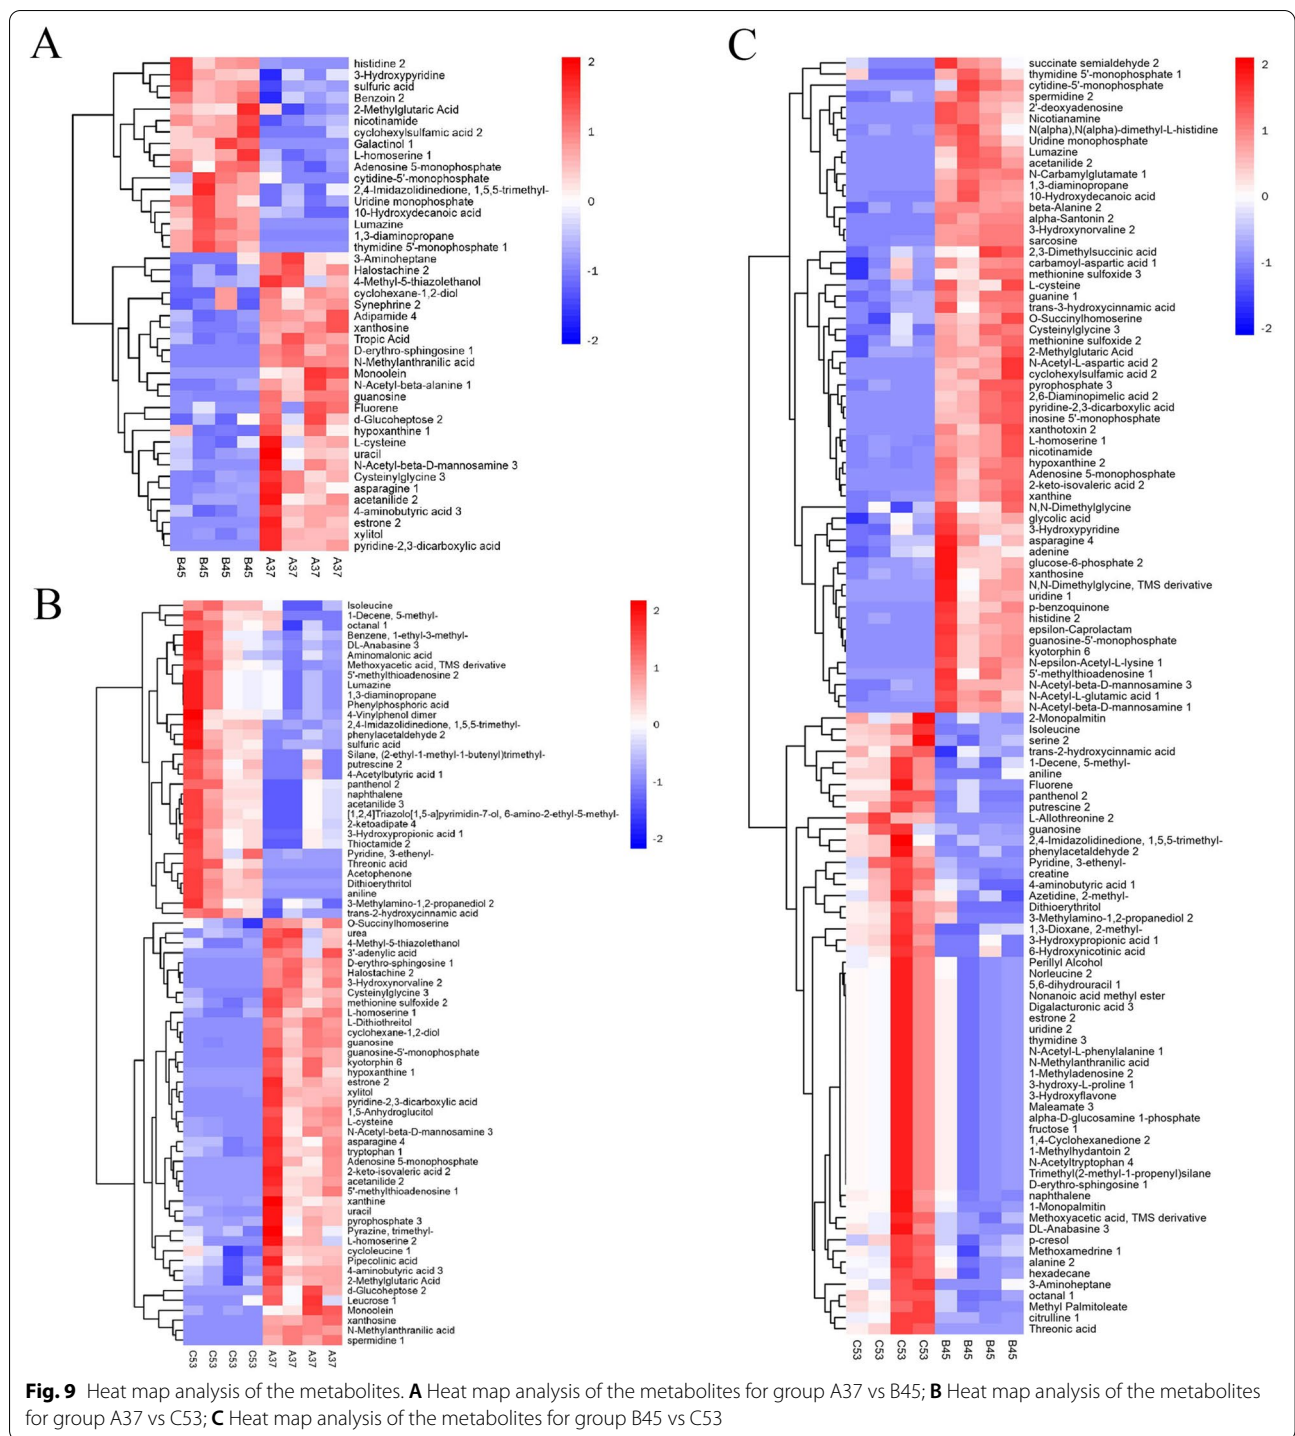 A
histidine 2
3-Hydroxypyridine
sulfuric acid
Benzoin 2
2-Methylglutaric Acid
nicotinamide
cyclohexylsulfamic acid 2
Galactinol 1
L-homoserine 1
Adenosine 5-monophosphate
cytidine-5'-monophosphate
2,4-Imidazolidinedione, 1,5,5-trimethyl-
Uridine monophosphate
10-Hydroxydecanoic acid
Lumazine
1,3-diaminopropane
thymidine 5'-monophosphate 1
3-Aminoheptane
Halostachine 2
4-Methyl-5-thiazolethanol
cyclohexane-1,2-diol
Synephrine 2
Adipamide 4
xanthosine
Tropic Acid
D-erythro-sphingosine 1
N-Methylanthranilic acid
Monoolein
N-Acetyl-beta-alanine 1
guanosine
Fluorene
d-Glucoheptose 2
hypoxanthine 1
L-cysteine
uracil
N-Acetyl-beta-D-mannosamine 3
Cysteinylglycine 3
asparagine 1
acetanilide 2
4-aminobutyric acid 3
estrone 2
xylitol
pyridine-2,3-dicarboxylic acid
B45 B45 B45 B45 A37 A37 A37 A37
2
1
0
-1
-2
B
Isoleucine
1-Decene, 5-methyl-
octanal 1
Benzene, 1-ethyl-3-methyl-
DL-Anabasine 3
Aminomalonic acid
Methoxyacetic acid, TMS derivative
5'-methylthioadenosine 2
Lumazine
1,3-diaminopropane
Phenylphosphoric acid
4-Vinylphenol dimer
2,4-Imidazolidinedione, 1,5,5-trimethyl-
phenylacetaldehyde 2
sulfuric acid
Silane, (2-ethyl-1-methyl-1-butenyl)trimethyl-
putrescine 2
4-Acetylbutyric acid 1
panthenol 2
naphthalene
acetanilide 3
[1,2,4]Triazolo[1,5-a]pyrimidin-7-ol, 6-amino-2-ethyl-5-methyl-
2-ketoadipate 4
3-Hydroxypropionic acid 1
Thioctamide 2
Pyridine, 3-ethenyl-
Threonic acid
Acetophenone
Dithioerythritol
aniline
3-Methylamino-1,2-propanediol 2
trans-2-hydroxycinnamic acid
O-Succinylhomoserine
urea
4-Methyl-5-thiazolethanol
3'-adenylic acid
D-erythro-sphingosine 1
Halostachine 2
3-Hydroxynorvaline 2
Cysteinylglycine 3
methionine sulfoxide 2
L-homoserine 1
L-Dithiothreitol
cyclohexane-1,2-diol
guanosine
guanosine-5'-monophosphate
kyotorphin 6
hypoxanthine 1
estrone 2
xylitol
pyridine-2,3-dicarboxylic acid
1,5-Anhydroglucitol
L-cysteine
N-Acetyl-beta-D-mannosamine 3
asparagine 4
tryptophan 1
Adenosine 5-monophosphate
2-keto-isovaleric acid 2
acetanilide 2
5'-methylthioadenosine 1
xanthine
uracil
pyrophosphate 3
Pyrazine, trimethyl-
L-homoserine 2
cycloleucine 1
Pipecolinic acid
4-aminobutyric acid 3
2-Methylglutaric Acid
d-Glucoheptose 2
Leucrose 1
Monoolein
xanthosine
N-Methylanthranilic acid
spermidine 1
C53 C53 C53 C53 A37 A37 A37 A37
2
1
0
-1
-2
C
succinate semialdehyde 2
thymidine 5'-monophosphate 1
cytidine-5'-monophosphate
spermidine 2
2'-deoxyadenosine
Nicotianamine
N(alpha),N(alpha)-dimethyl-L-histidine
Uridine monophosphate
Lumazine
acetanilide 2
N-Carbamylglutamate 1
1,3-diaminopropane
10-Hydroxydecanoic acid
beta-Alanine 2
alpha-Santonin 2
3-Hydroxynorvaline 2
sarcosine
2,3-Dimethylsuccinic acid
carbamoyl-aspartic acid 1
methionine sulfoxide 3
L-cysteine
guanine 1
trans-3-hydroxycinnamic acid
O-Succinylhomoserine
Cysteinylglycine 3
methionine sulfoxide 2
2-Methylglutaric Acid
N-Acetyl-L-aspartic acid 2
cyclohexylsulfamic acid 2
pyrophosphate 3
2,6-Diaminopimelic acid 2
pyridine-2,3-dicarboxylic acid
inosine 5'-monophosphate
xanthotoxin 2
L-homoserine 1
nicotinamide
hypoxanthine 2
Adenosine 5-monophosphate
2-keto-isovaleric acid 2
xanthine
N,N-Dimethylglycine
glycolic acid
3-Hydroxypyridine
asparagine 4
adenine
glucose-6-phosphate 2
xanthosine
N,N-Dimethylglycine, TMS derivative
uridine 1
p-benzoquinone
histidine 2
epsilon-Caprolactam
guanosine-5'-monophosphate
kyotorphin 6
N-epsilon-Acetyl-L-lysine 1
5'-methylthioadenosine 1
N-Acetyl-beta-D-mannosamine 3
N-Acetyl-L-glutamic acid 1
N-Acetyl-beta-D-mannosamine 1
2-Monopalmitin
Isoleucine
serine 2
trans-2-hydroxycinnamic acid
1-Decene, 5-methyl-
aniline
Fluorene
panthenol 2
putrescine 2
L-Allothreonine 2
guanosine
2,4-Imidazolidinedione, 1,5,5-trimethyl-
phenylacetaldehyde 2
Pyridine, 3-ethenyl-
creatine
4-aminobutyric acid 1
Azetidine, 2-methyl-
Dithioerythritol
3-Methylamino-1,2-propanediol 2
1,3-Dioxane, 2-methyl-
3-Hydroxypropionic acid 1
6-Hydroxynicotinic acid
Perillyl Alcohol
Norleucine 2
5,6-dihydrouracil 1
Nonanoic acid methyl ester
Digalacturonic acid 3
estrone 2
uridine 2
thymidine 3
N-Acetyl-L-phenylalanine 1
N-Methylanthranilic acid
1-Methyladenosine 2
3-hydroxy-L-proline 1
3-Hydroxyflavone
Maleamate 3
alpha-D-glucosamine 1-phosphate
fructose 1
1,4-Cyclohexanedione 2
1-Methylhydantoin 2
N-Acetyltryptophan 4
Trimethyl(2-methyl-1-propenyl)silane
D-erythro-sphingosine 1
naphthalene
1-Monopalmitin
Methoxyacetic acid, TMS derivative
DL-Anabasine 3
p-cresol
Methoxamedrine 1
alanine 2
hexadecane
3-Aminoheptane
octanal 1
Methyl Palmitoleate
citrulline 1
Threonic acid
C53 C53 C53 C53 B45 B45 B45 B45
2
1
0
-1
-2
Fig. 9 Heat map analysis of the metabolites. A Heat map analysis of the metabolites for group A37 vs B45; B Heat map analysis of the metabolites
for group A37 vs C53; C Heat map analysis of the metabolites for group B45 vs C53